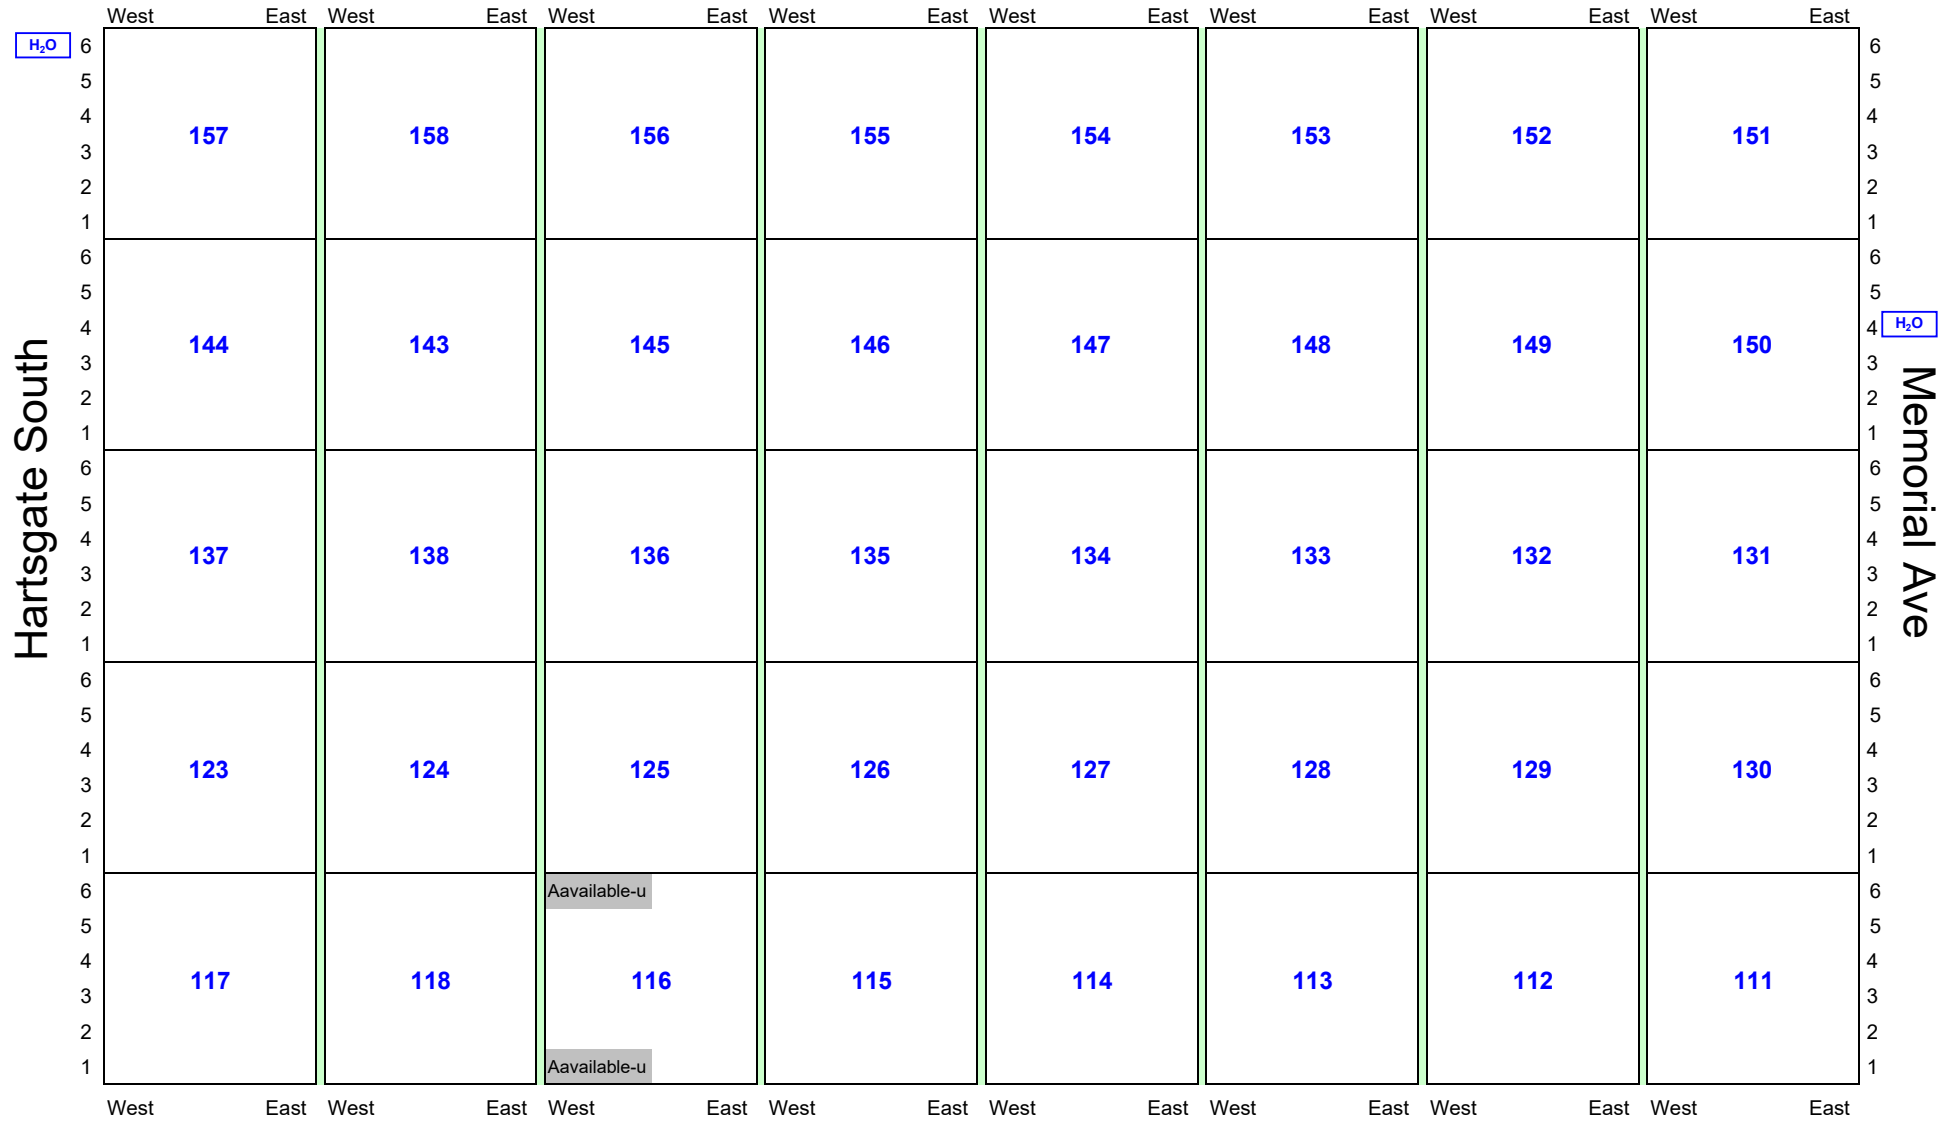 West East West East West East West East West East West East West East West East
H₂O 6 6
5 5
4 4
157 158 156 155 154 153 152 151
3 3
2 2
1 1
6 6
5 5
4 4 H₂O
144 143 145 146 147 148 149 150
3 3
2 2
1 1
6 6
5 5
4 4
137 138 136 135 134 133 132 131
3 3
2 2
1 1
6 6
5 5
4 4
123 124 125 126 127 128 129 130
3 3
2 2
1 1
6 Aavailable-u 6
5 5
4 4
117 118 116 115 114 113 112 111
3 3
2 2
1 Aavailable-u 1
West East West East West East West East West East West East West East West East
Hartsgate South
Memorial Ave